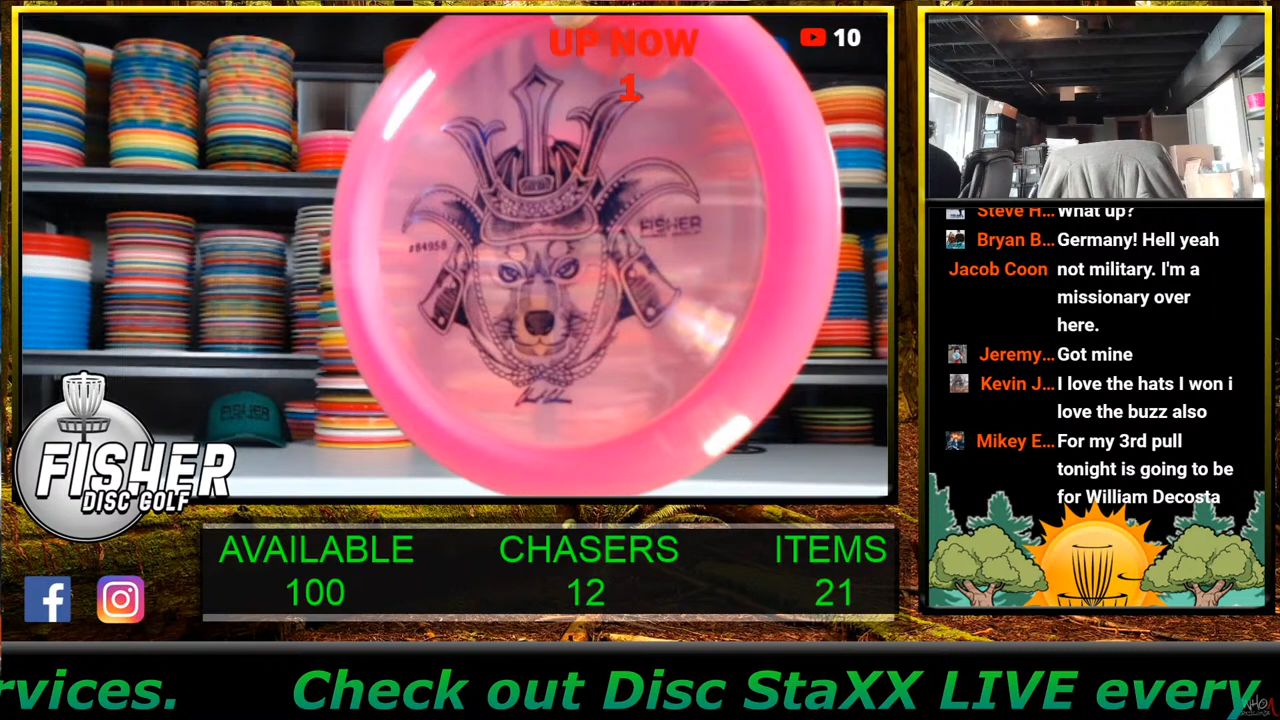 UP NOW
1
10
#84958
FISHER
FISHER
FISHER
DISC GOLF
AVAILABLE
100
CHASERS
12
ITEMS
21
Steve H... What up?
Bryan B... Germany! Hell yeah
Jacob Coon not military. I'm a
missionary over
here.
Jeremy... Got mine
Kevin J... I love the hats I won i
love the buzz also
Mikey E... For my 3rd pull
tonight is going to be
for William Decosta
rvices. Check out Disc StaXX LIVE every